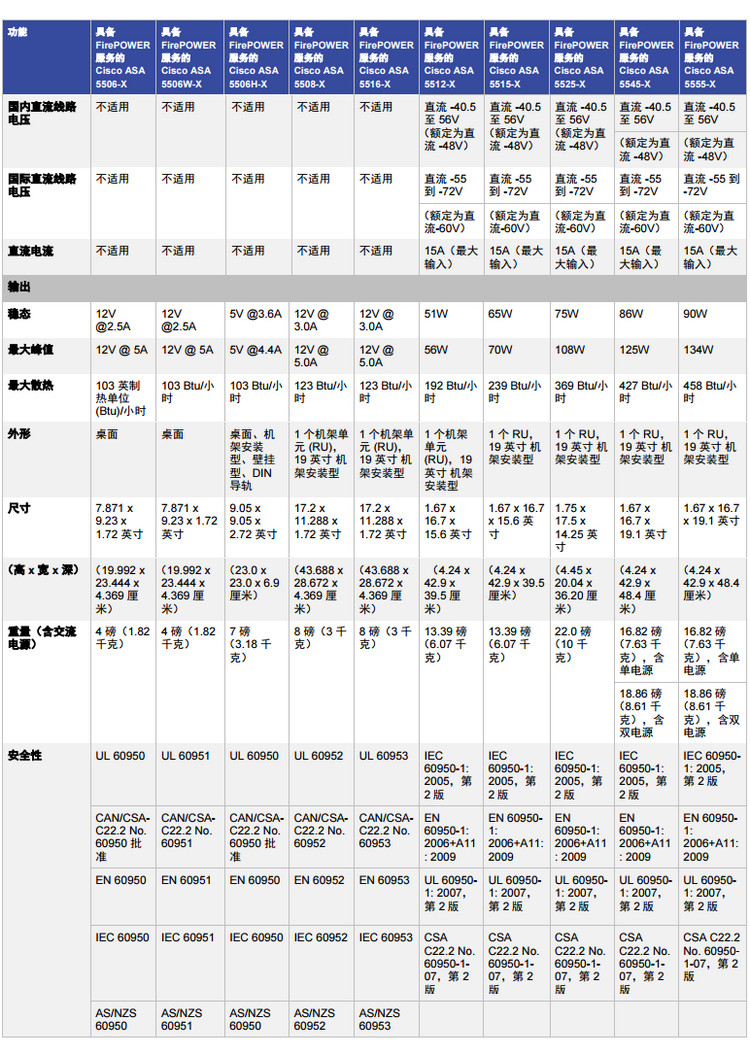 功能 具备 FirePOWER 服务的 Cisco ASA 5506-X 具备 FirePOWER 服务的 Cisco ASA 5506W-X 具备 FirePOWER 服务的 Cisco ASA 5506H-X 具备 FirePOWER 服务的 Cisco ASA 5508-X 具备 FirePOWER 服务的 Cisco ASA 5516-X 具备 FirePOWER 服务的 Cisco ASA 5512-X 具备 FirePOWER 服务的 Cisco ASA 5515-X 具备 FirePOWER 服务的 Cisco ASA 5525-X 具备 FirePOWER 服务的 Cisco ASA 5545-X 具备 FirePOWER 服务的 Cisco ASA 5555-X
国内直流线路电压 不适用 不适用 不适用 不适用 不适用 直流 -40.5 至 56V（额定为直流 -48V） 直流 -40.5 至 56V（额定为直流 -48V） 直流 -40.5 至 56V（额定为直流 -48V） 直流 -40.5 至 56V 直流 -40.5 至 56V
（额定为直流 -48V） （额定为直流 -48V）
国际直流线路电压 不适用 不适用 不适用 不适用 不适用 直流 -55 到 -72V 直流 -55 到 -72V 直流 -55 到 -72V 直流 -55 到 -72V 直流 -55 到 -72V
（额定为直流-60V） （额定为直流-60V） （额定为直流-60V） （额定为直流-60V） （额定为直流-60V）
直流电流 不适用 不适用 不适用 不适用 不适用 15A（最大输入） 15A（最大输入） 15A（最大输入） 15A（最大输入） 15A（最大输入）
输出
稳态 12V @2.5A 12V @2.5A 5V @3.6A 12V @ 3.0A 12V @ 3.0A 51W 65W 75W 86W 90W
最大峰值 12V @ 5A 12V @ 5A 5V @4.4A 12V @ 5.0A 12V @ 5.0A 56W 70W 108W 125W 134W
最大散热 103 英制热单位 (Btu)/小时 103 Btu/小时 103 Btu/小时 123 Btu/小时 123 Btu/小时 192 Btu/小时 239 Btu/小时 369 Btu/小时 427 Btu/小时 458 Btu/小时
外形 桌面 桌面 桌面、机架安装型、壁挂型、DIN 导轨 1 个机架单元 (RU)，19 英寸 机架安装型 1 个机架单元 (RU)，19 英寸 机架安装型 1 个机架单元 (RU)，19 英寸 机架安装型 1 个 RU，19 英寸 机架安装型 1 个 RU，19 英寸 机架安装型 1 个 RU，19 英寸 机架安装型 1 个 RU，19 英寸 机架安装型
尺寸 7.871 x 9.23 x 1.72 英寸 7.871 x 9.23 x 1.72 英寸 9.05 x 9.05 x 2.72 英寸 17.2 x 11.288 x 1.72 英寸 17.2 x 11.288 x 1.72 英寸 1.67 x 16.7 x 15.6 英寸 1.67 x 16.7 x 15.6 英寸 1.75 x 17.5 x 14.25 英寸 1.67 x 16.7 x 19.1 英寸 1.67 x 16.7 x 19.1 英寸
（高 x 宽 x 深） （19.992 x 23.444 x 4.369 厘米） （19.992 x 23.444 x 4.369 厘米） （23.0 x 23.0 x 6.9 厘米） （43.688 x 28.672 x 4.369 厘米） （43.688 x 28.672 x 4.369 厘米） （4.24 x 42.9 x 39.5 厘米） （4.24 x 42.9 x 39.5 厘米） （4.45 x 20.04 x 36.20 厘米） （4.24 x 42.9 x 48.4 厘米） （4.24 x 42.9 x 48.4 厘米）
重量（含交流电源） 4 磅（1.82 千克） 4 磅（1.82 千克） 7 磅（3.18 千克） 8 磅（3 千克） 8 磅（3 千克） 13.39 磅（6.07 千克） 13.39 磅（6.07 千克） 22.0 磅（10 千克） 16.82 磅（7.63 千克），含单电源 16.82 磅（7.63 千克），含单电源
18.86 磅（8.61 千克），含双电源 18.86 磅（8.61 千克），含双电源
安全性 UL 60950 UL 60951 UL 60950 UL 60952 UL 60953 IEC 60950-1: 2005，第 2 版 IEC 60950-1: 2005，第 2 版 IEC 60950-1: 2005，第 2 版 IEC 60950-1: 2005，第 2 版 IEC 60950-1: 2005，第 2 版
CAN/CSA-C22.2 No. 60950 批准 CAN/CSA-C22.2 No. 60951 CAN/CSA-C22.2 No. 60950 批准 CAN/CSA-C22.2 No. 60952 CAN/CSA-C22.2 No. 60953 EN 60950-1: 2006+A11: 2009 EN 60950-1: 2006+A11: 2009 EN 60950-1: 2006+A11: 2009 EN 60950-1: 2006+A11: 2009 EN 60950-1: 2006+A11: 2009
EN 60950 EN 60951 EN 60950 EN 60952 EN 60953 UL 60950-1: 2007，第 2 版 UL 60950-1: 2007，第 2 版 UL 60950-1: 2007，第 2 版 UL 60950-1: 2007，第 2 版 UL 60950-1: 2007，第 2 版
IEC 60950 IEC 60951 IEC 60950 IEC 60952 IEC 60953 CSA C22.2 No. 60950-1-07，第 2 版 CSA C22.2 No. 60950-1-07，第 2 版 CSA C22.2 No. 60950-1-07，第 2 版 CSA C22.2 No. 60950-1-07，第 2 版 CSA C22.2 No. 60950-1-07，第 2 版
AS/NZS 60950 AS/NZS 60951 AS/NZS 60950 AS/NZS 60952 AS/NZS 60953